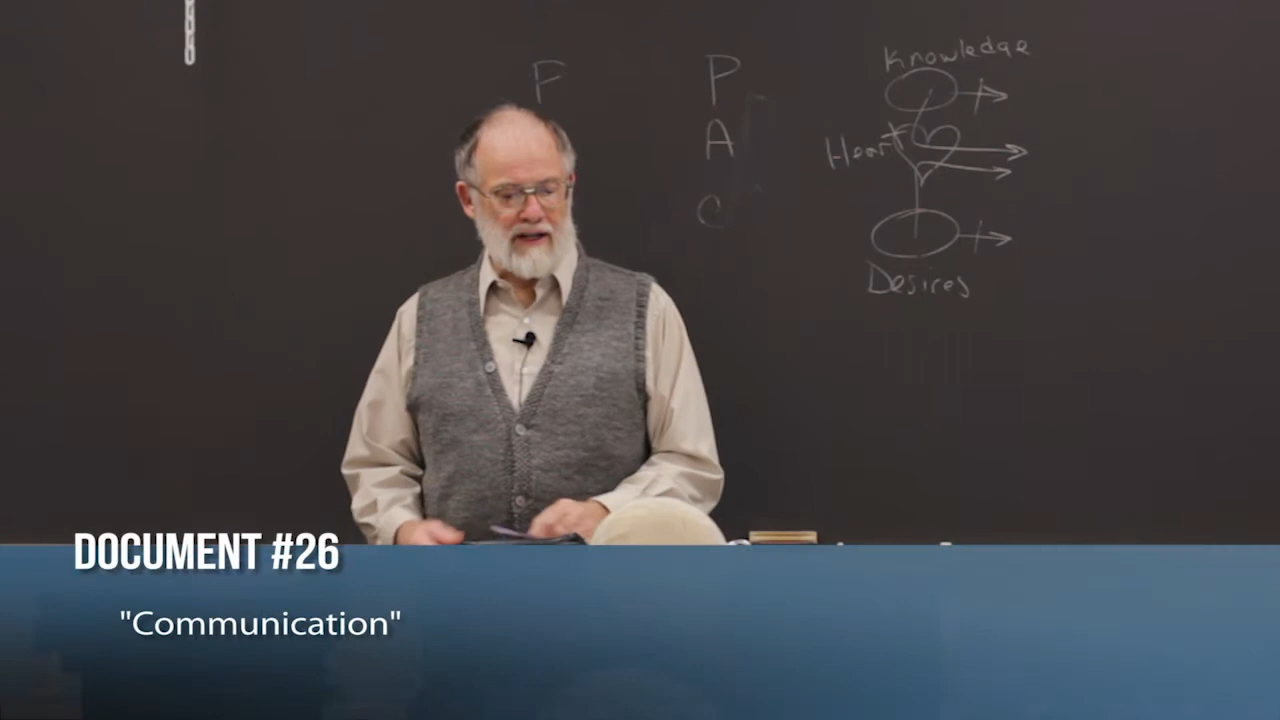 P
P
A
C
Knowledge
Heart
Desires
DOCUMENT #26
"Communication"